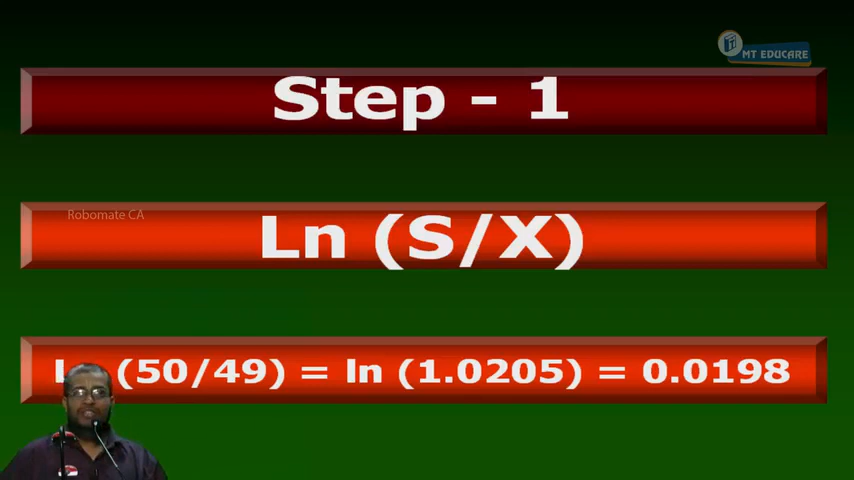 MT EDUCARE
Step - 1
Robomate CA
Ln (S/X)
(50/49) = ln (1.0205) = 0.0198